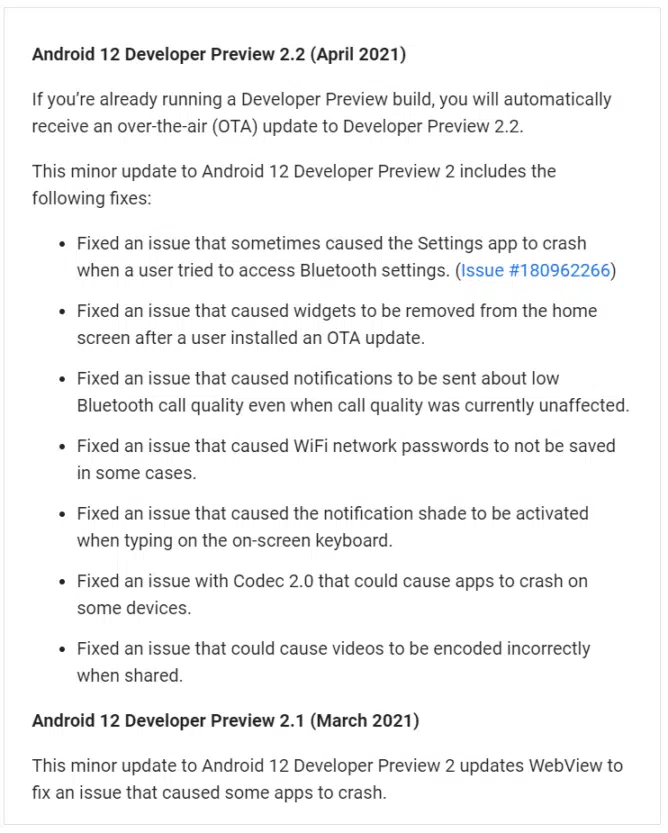 Android 12 Developer Preview 2.2 (April 2021)
If you're already running a Developer Preview build, you will automatically
receive an over-the-air (OTA) update to Developer Preview 2.2.
This minor update to Android 12 Developer Preview 2 includes the
following fixes:
• Fixed an issue that sometimes caused the Settings app to crash
when a user tried to access Bluetooth settings. (Issue #180962266)
• Fixed an issue that caused widgets to be removed from the home
screen after a user installed an OTA update.
• Fixed an issue that caused notifications to be sent about low
Bluetooth call quality even when call quality was currently unaffected.
• Fixed an issue that caused WiFi network passwords to not be saved
in some cases.
• Fixed an issue that caused the notification shade to be activated
when typing on the on-screen keyboard.
• Fixed an issue with Codec 2.0 that could cause apps to crash on
some devices.
• Fixed an issue that could cause videos to be encoded incorrectly
when shared.
Android 12 Developer Preview 2.1 (March 2021)
This minor update to Android 12 Developer Preview 2 updates WebView to
fix an issue that caused some apps to crash.